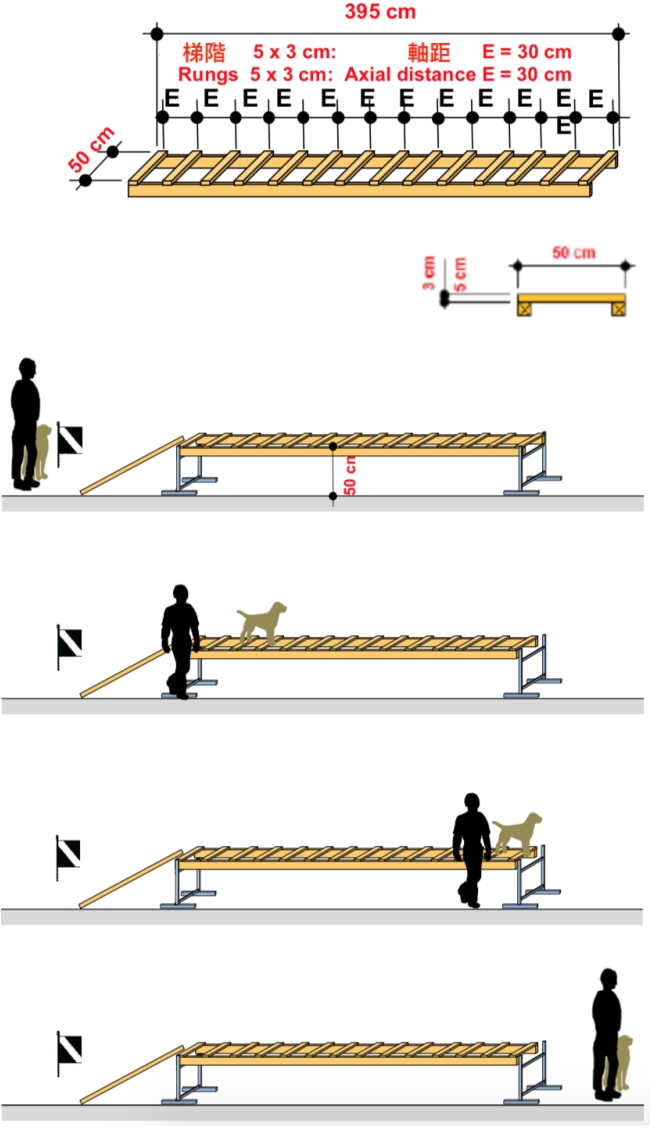 395 cm
梯階 5 x 3 cm: 軸距 E = 30 cm
Rungs 5 x 3 cm: Axial distance E = 30 cm
E E E E E E E E E E E E E
E
50 cm
50 cm
3 cm
5 cm
50 cm